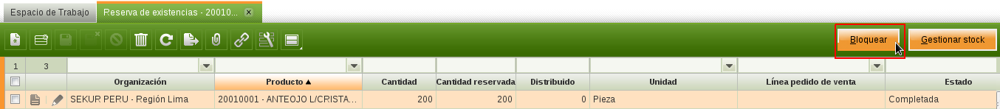 Espacio de Trabajo
Reserva de existencias - 20010...
Bloquear
Gestionar stock
1 3
Organización Producto Cantidad Cantidad reservada Distribuido Unidad Línea pedido de venta Estado
SEKUR PERU - Región Lima 20010001 - ANTEOJO L/CRISTA... 200 200 0 Pieza Completada